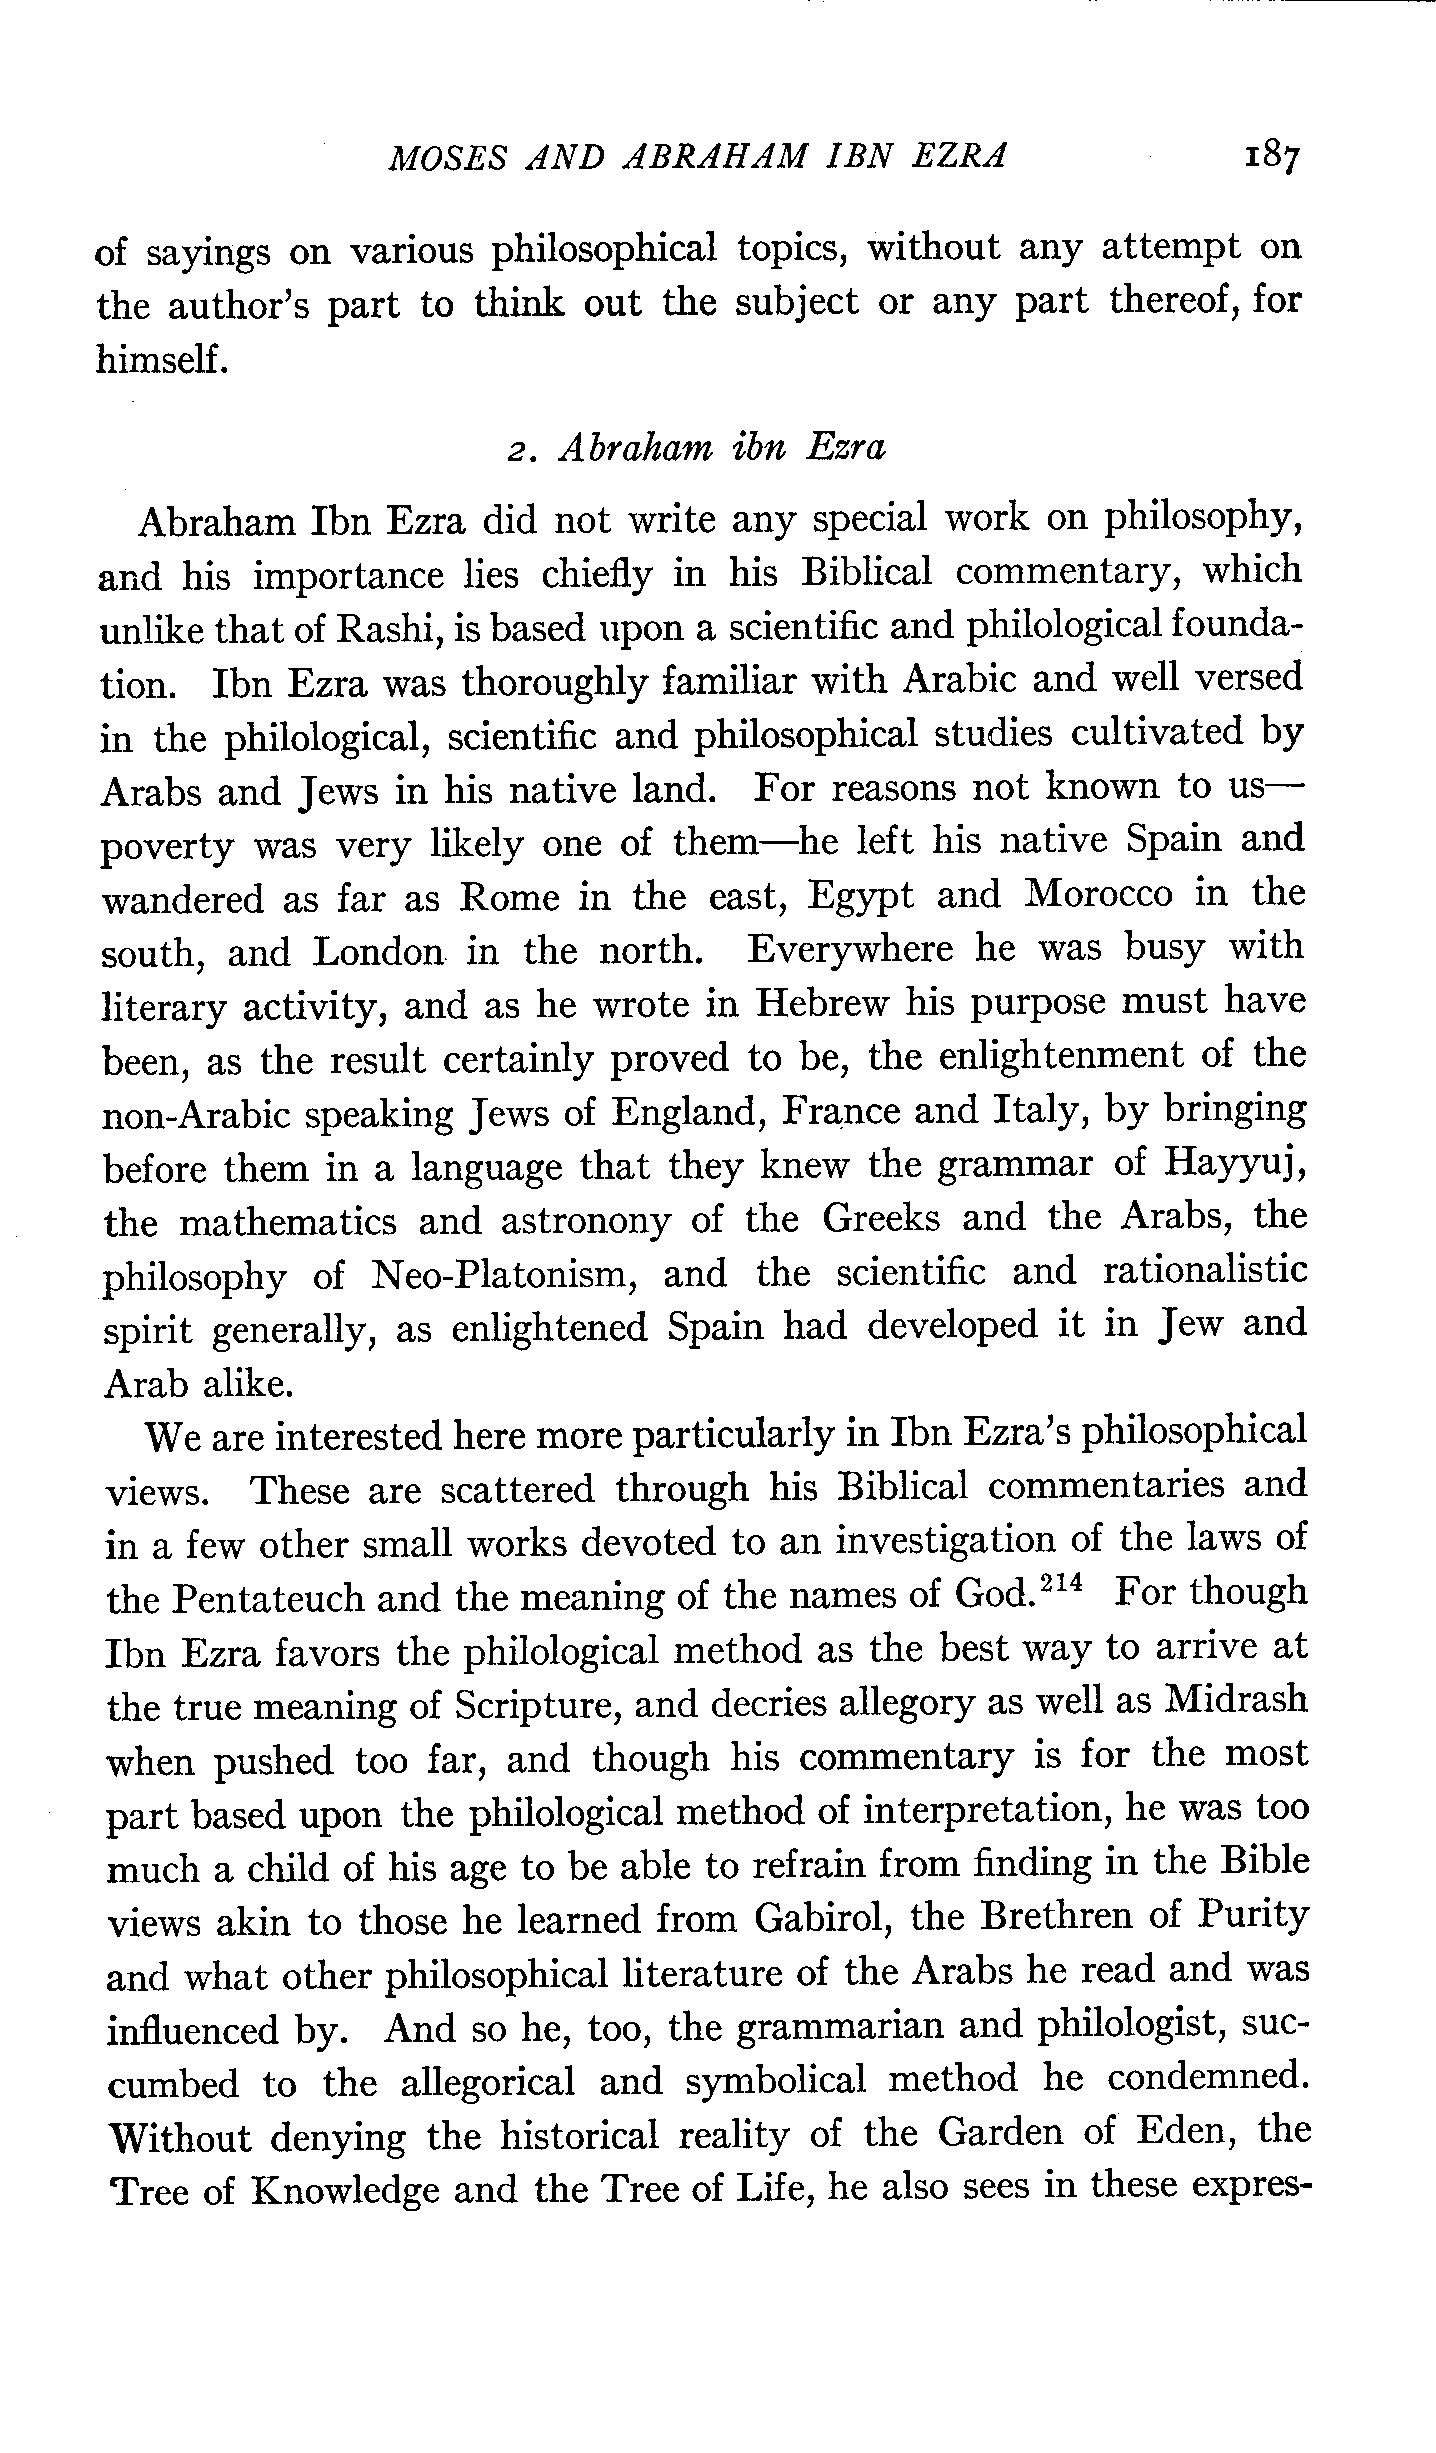 MOSES AND ABRAHAM IBN EZRA 187
of sayings on various philosophical topics, without any attempt on
the author's part to think out the subject or any part thereof, for
himself.
2. Abraham ibn Ezra
Abraham Ibn Ezra did not write any special work on philosophy,
and his importance lies chiefly in his Biblical commentary, which
unlike that of Rashi, is based upon a scientific and philological founda-
tion. Ibn Ezra was thoroughly familiar with Arabic and well versed
in the philological, scientific and philosophical studies cultivated by
Arabs and Jews in his native land. For reasons not known to us—
poverty was very likely one of them—he left his native Spain and
wandered as far as Rome in the east, Egypt and Morocco in the
south, and London in the north. Everywhere he was busy with
literary activity, and as he wrote in Hebrew his purpose must have
been, as the result certainly proved to be, the enlightenment of the
non-Arabic speaking Jews of England, France and Italy, by bringing
before them in a language that they knew the grammar of Hayyuj,
the mathematics and astronony of the Greeks and the Arabs, the
philosophy of Neo-Platonism, and the scientific and rationalistic
spirit generally, as enlightened Spain had developed it in Jew and
Arab alike.
We are interested here more particularly in Ibn Ezra's philosophical
views. These are scattered through his Biblical commentaries and
in a few other small works devoted to an investigation of the laws of
the Pentateuch and the meaning of the names of God.²¹⁴ For though
Ibn Ezra favors the philological method as the best way to arrive at
the true meaning of Scripture, and decries allegory as well as Midrash
when pushed too far, and though his commentary is for the most
part based upon the philological method of interpretation, he was too
much a child of his age to be able to refrain from finding in the Bible
views akin to those he learned from Gabirol, the Brethren of Purity
and what other philosophical literature of the Arabs he read and was
influenced by. And so he, too, the grammarian and philologist, suc-
cumbed to the allegorical and symbolical method he condemned.
Without denying the historical reality of the Garden of Eden, the
Tree of Knowledge and the Tree of Life, he also sees in these expres-